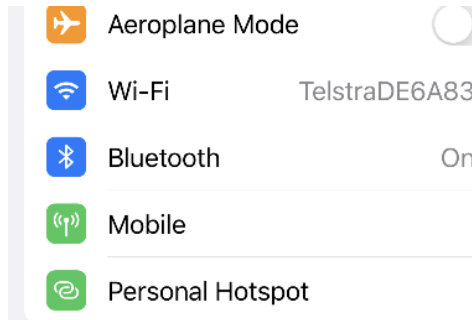 Aeroplane Mode
Wi-Fi TelstraDE6A83
Bluetooth On
Mobile
Personal Hotspot